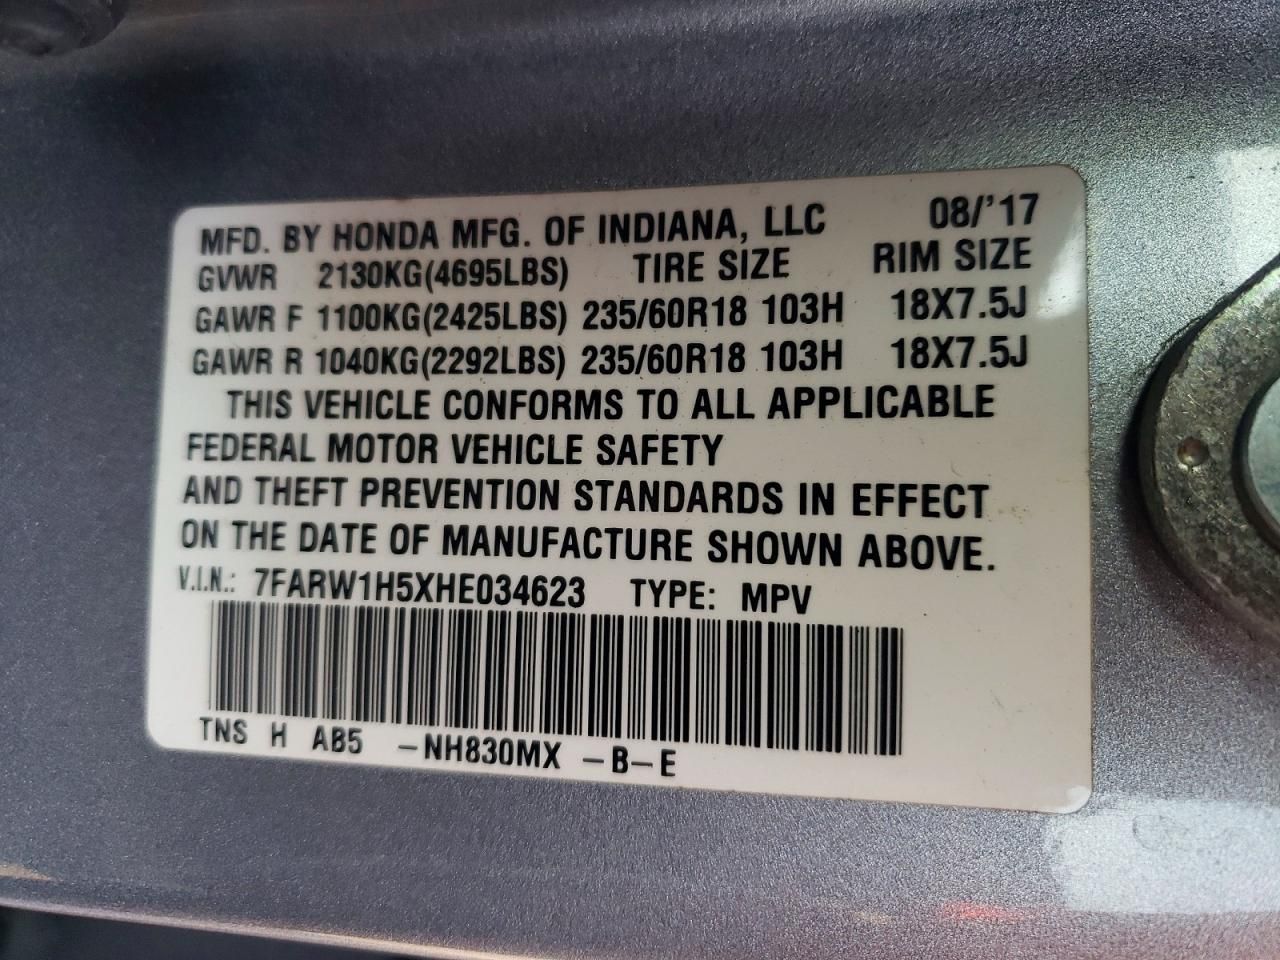 MFD. BY HONDA MFG. OF INDIANA, LLC 08/'17
GVWR 2130KG(4695LBS) TIRE SIZE RIM SIZE
GAWR F 1100KG(2425LBS) 235/60R18 103H 18X7.5J
GAWR R 1040KG(2292LBS) 235/60R18 103H 18X7.5J
THIS VEHICLE CONFORMS TO ALL APPLICABLE
FEDERAL MOTOR VEHICLE SAFETY
AND THEFT PREVENTION STANDARDS IN EFFECT
ON THE DATE OF MANUFACTURE SHOWN ABOVE.
V.I.N.: 7FARW1H5XHE034623 TYPE: MPV
TNS H AB5 -NH830MX -B-E